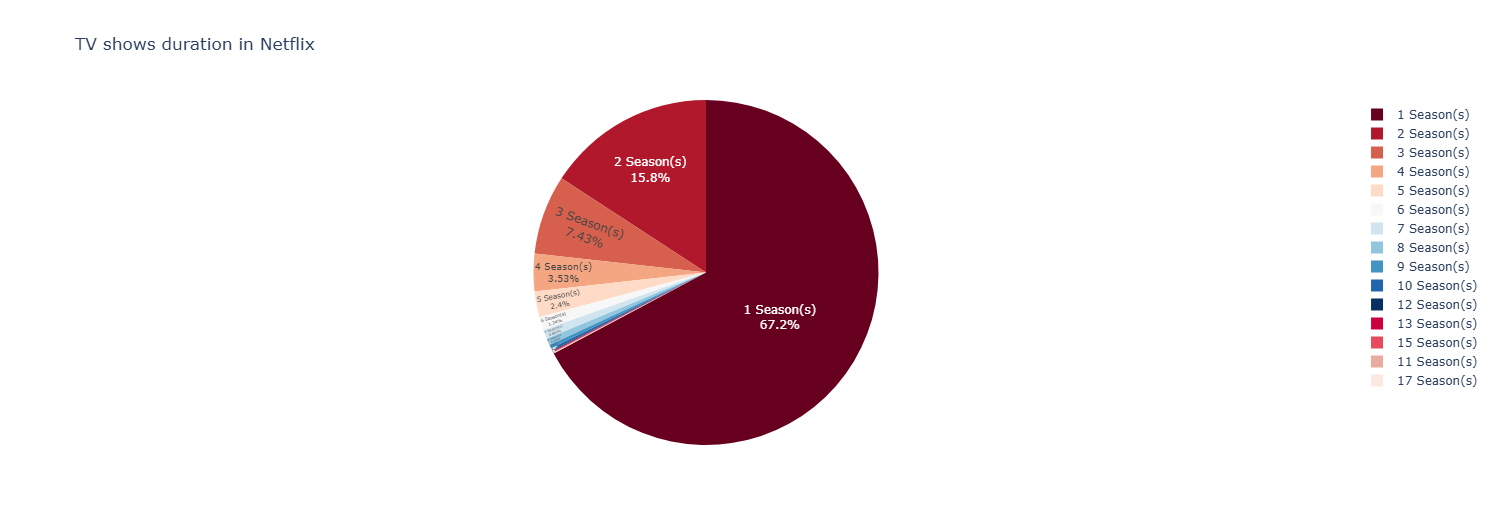 TV shows duration in Netflix
2 Season(s)
15.8%
3 Season(s)
7.43%
4 Season(s)
3.53%
5 Season(s)
2.4%
1 Season(s)
67.2%
1 Season(s)
2 Season(s)
3 Season(s)
4 Season(s)
5 Season(s)
6 Season(s)
7 Season(s)
8 Season(s)
9 Season(s)
10 Season(s)
12 Season(s)
13 Season(s)
15 Season(s)
11 Season(s)
17 Season(s)